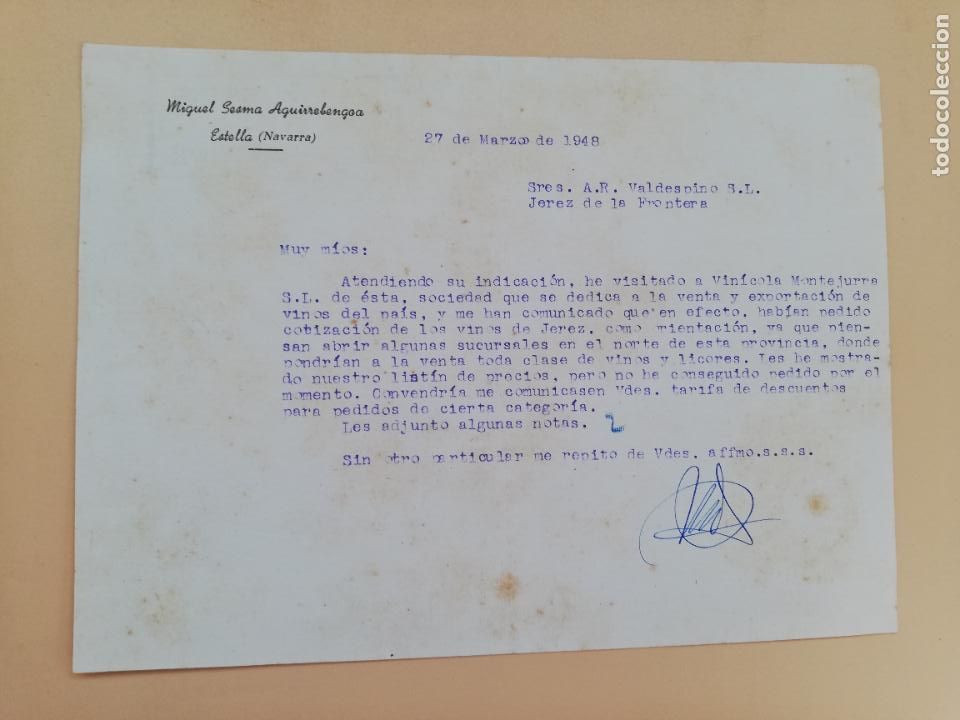 Miguel Sesma Aguirrebengoa
Estella (Navarra)
27 de Marzo de 1948
Sres. A.R. Valdespino S.L.
Jerez de la Frontera
Muy míos:
Atendiendo su indicación, he visitado a Vinícola Montejurra
S.L. de ésta, sociedad que se dedica a la venta y exportación de
vinos del país, y me han comunicado que en efecto, habían pedido
cotización de los vinos de Jerez, como orientación, ya que pien-
san abrir algunas sucursales en el norte de esta provincia, donde
pondrían a la venta toda clase de vinos y licores. Les he mostra-
do nuestro listín de precios, pero no he conseguido pedido por el
momento. Convendría me comunicasen Vdes. tarifa de descuentos
para pedidos de cierta categoría.
Les adjunto algunas notas. 2
Sin otro particular me repito de Vdes. affmo.s.s.s.
todocoleccion